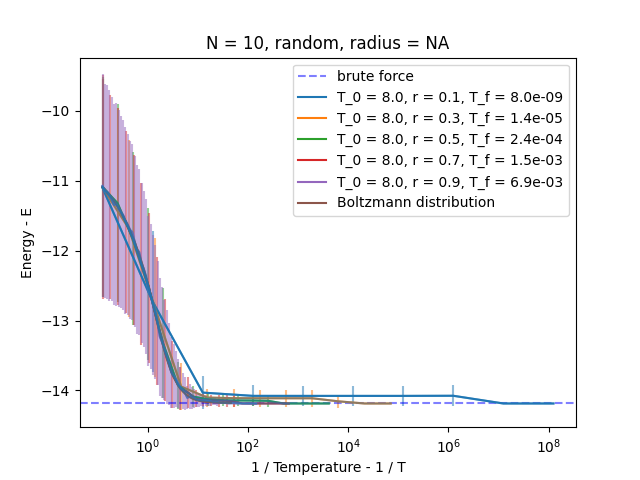 N = 10, random, radius = NA
brute force
T_0 = 8.0, r = 0.1, T_f = 8.0e-09
T_0 = 8.0, r = 0.3, T_f = 1.4e-05
T_0 = 8.0, r = 0.5, T_f = 2.4e-04
T_0 = 8.0, r = 0.7, T_f = 1.5e-03
T_0 = 8.0, r = 0.9, T_f = 6.9e-03
Boltzmann distribution
Energy - E
−10
−11
−12
−13
−14
10⁰ 10² 10⁴ 10⁶ 10⁸
1 / Temperature - 1 / T